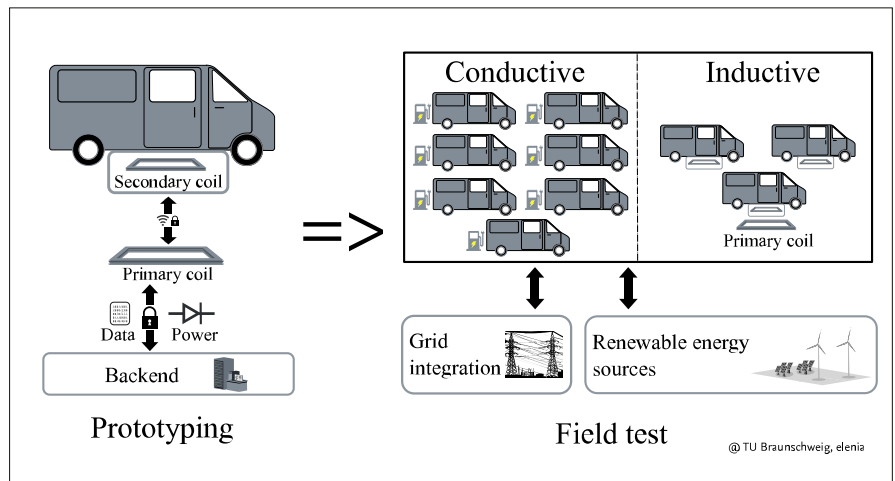 Secondary coil
Primary coil
Data
Power
Backend
Prototyping
=>
Conductive
Inductive
Primary coil
Grid
integration
Renewable energy
sources
Field test
@ TU Braunschweig, elenia